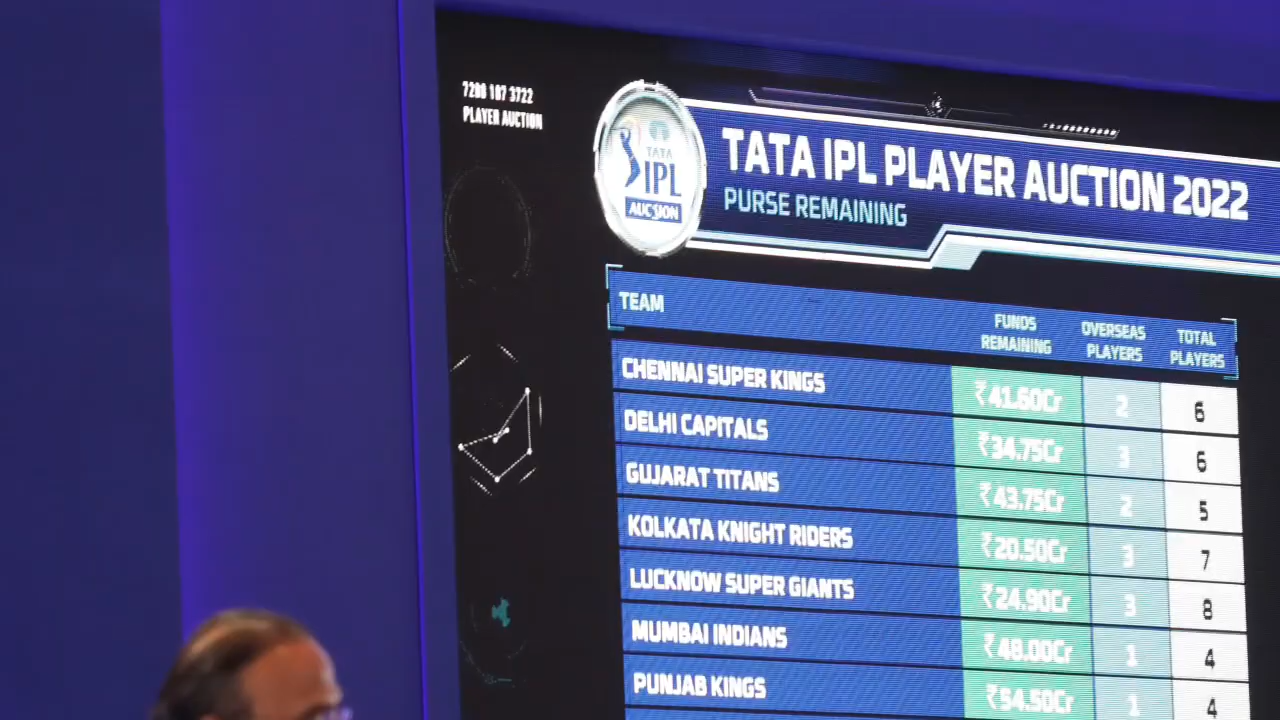 7200 107 3722
PLAYER AUCTION
TATA
IPL
AUCTION
TATA IPL PLAYER AUCTION 2022
PURSE REMAINING
TEAM FUNDS REMAINING OVERSEAS PLAYERS TOTAL PLAYERS
CHENNAI SUPER KINGS ₹41.60Cr 2 6
DELHI CAPITALS ₹34.75Cr 3 6
GUJARAT TITANS ₹43.75Cr 2 5
KOLKATA KNIGHT RIDERS ₹20.50Cr 3 7
LUCKNOW SUPER GIANTS ₹24.90Cr 3 8
MUMBAI INDIANS ₹48.00Cr 1 4
PUNJAB KINGS ₹54.50Cr 1 4